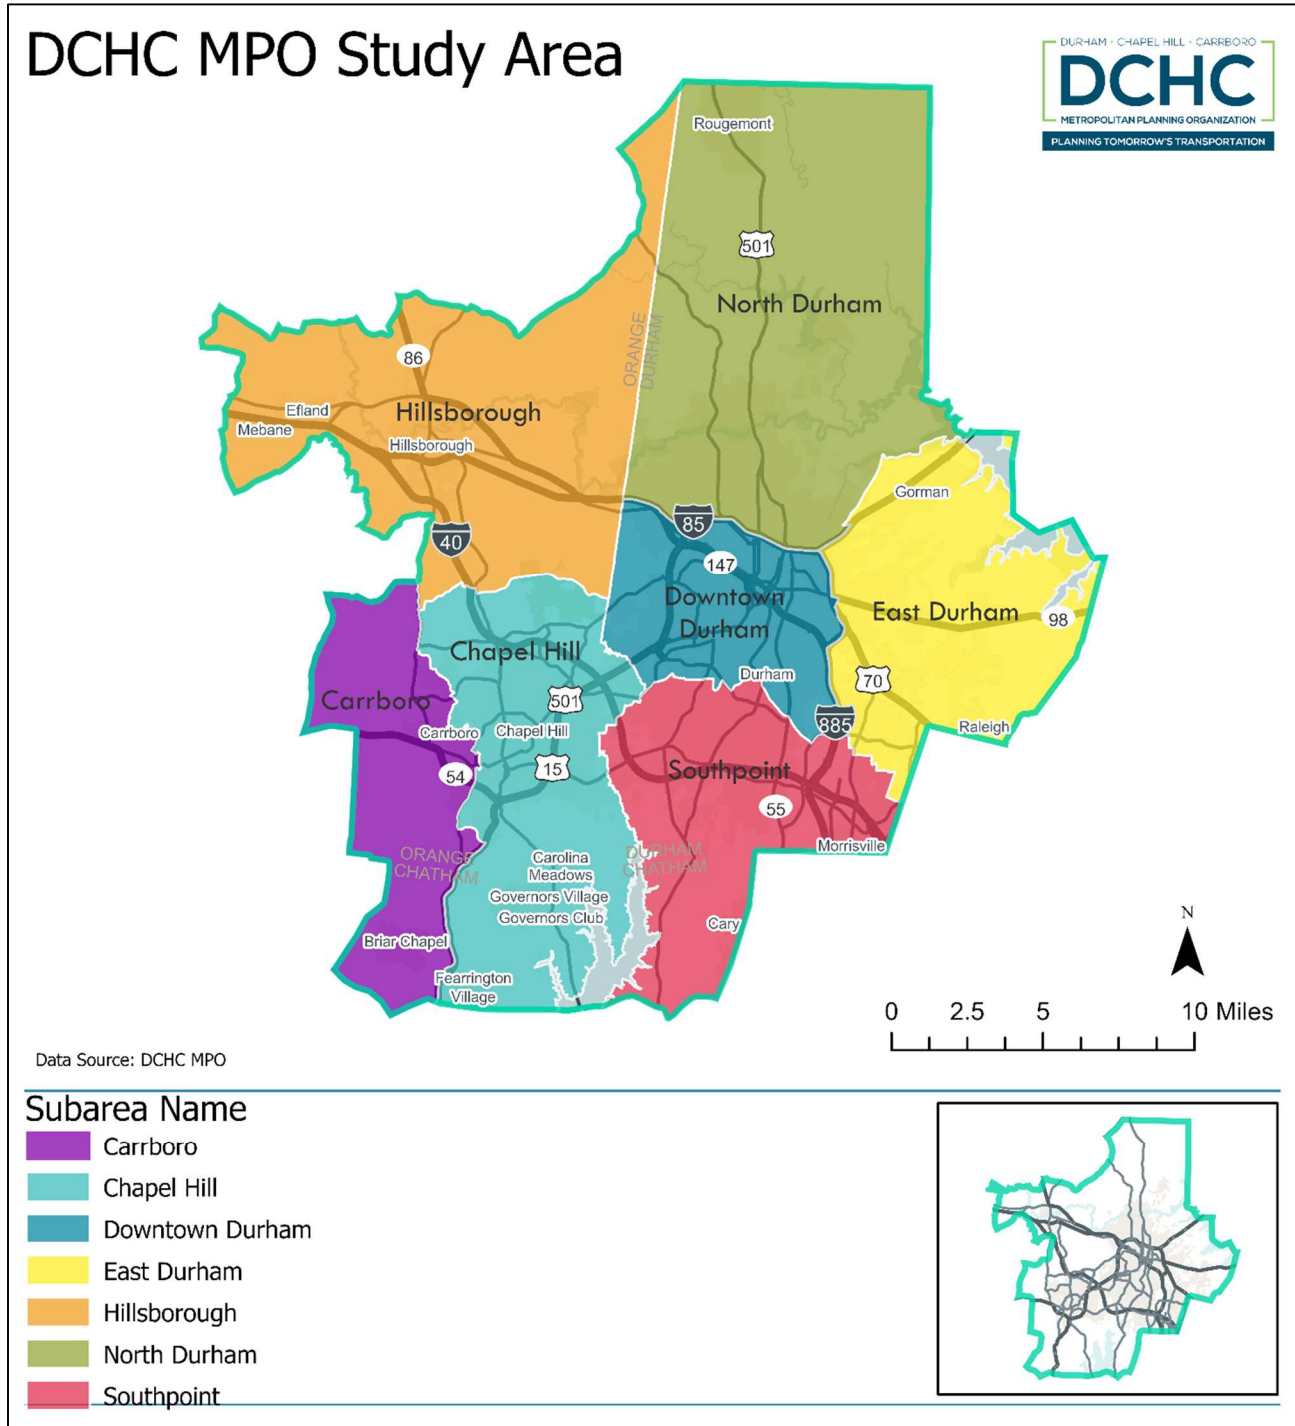 DCHC MPO Study Area
DURHAM · CHAPEL HILL · CARRBORO
DCHC
METROPOLITAN PLANNING ORGANIZATION
PLANNING TOMORROW'S TRANSPORTATION
Rougemont
501
North Durham
ORANGE
DURHAM
86
Efland
Hillsborough
Mebane
Hillsborough
Gorman
40
85
147
Downtown
Durham
East Durham
98
Chapel Hill
Durham
70
Carrboro
501
885
Raleigh
Carrboro
Chapel Hill
54
15
Southpoint
55
Morrisville
ORANGE
CHATHAM
DURHAM
CHATHAM
Carolina
Meadows
Governors Village
Governors Club
Cary
Briar Chapel
Fearrington
Village
N
0 2.5 5 10 Miles
Data Source: DCHC MPO
Subarea Name
Carrboro
Chapel Hill
Downtown Durham
East Durham
Hillsborough
North Durham
Southpoint